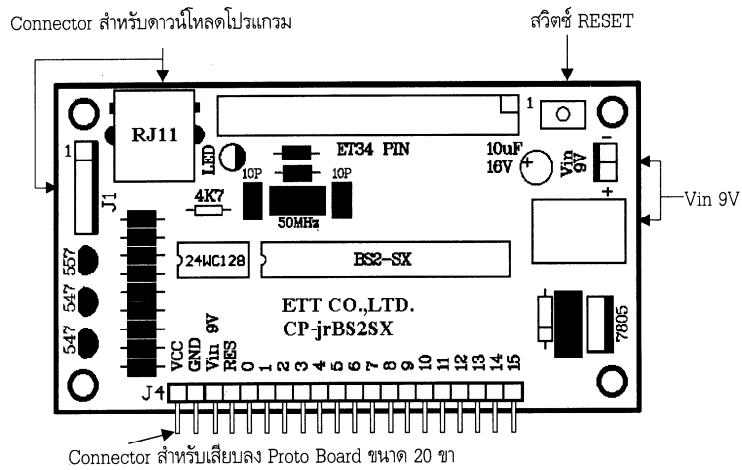 Connector สำหรับดาวน์โหลดโปรแกรม
สวิตช์ RESET
RJ11
1
ET34 PIN
LED
10P
10P
10uF
16V
+
Vin
9V
-
+
Vin 9V
1
J1
4K7
50MHz
557
547
547
24WC128
BS2-SX
ETT CO.,LTD.
CP-jrBS2SX
7805
VCC
GND
Vin 9V
RES
0
1
2
3
4
5
6
7
8
9
10
11
12
13
14
15
J4
Connector สำหรับเสียบลง Proto Board ขนาด 20 ขา